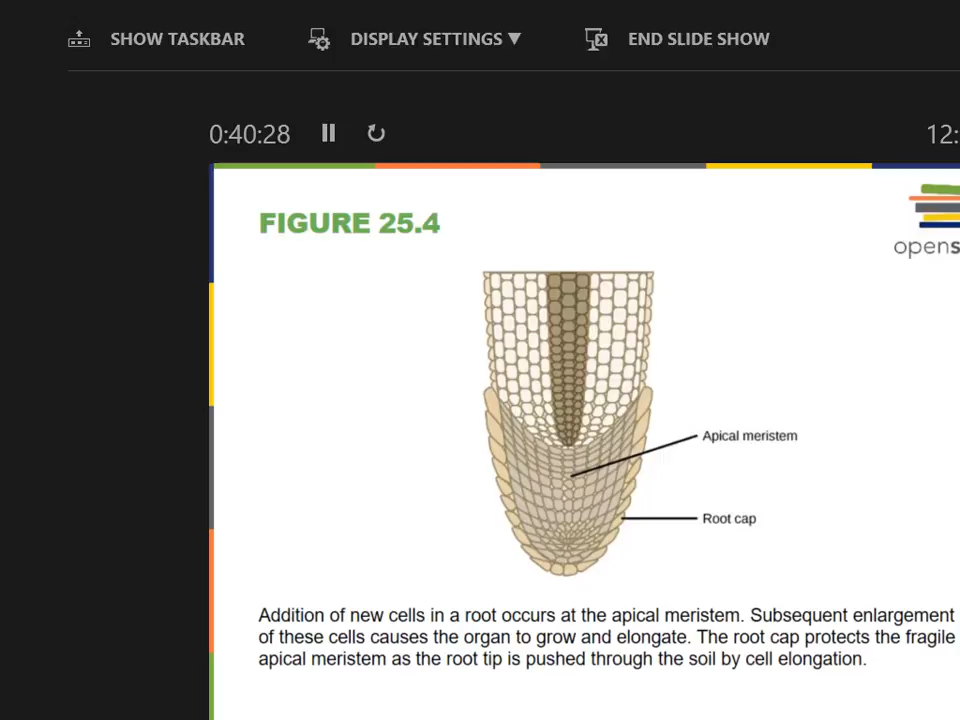 SHOW TASKBAR
DISPLAY SETTINGS ▼
END SLIDE SHOW
0:40:28
12:
FIGURE 25.4
opens
Apical meristem
Root cap
Addition of new cells in a root occurs at the apical meristem. Subsequent enlargement
of these cells causes the organ to grow and elongate. The root cap protects the fragile
apical meristem as the root tip is pushed through the soil by cell elongation.